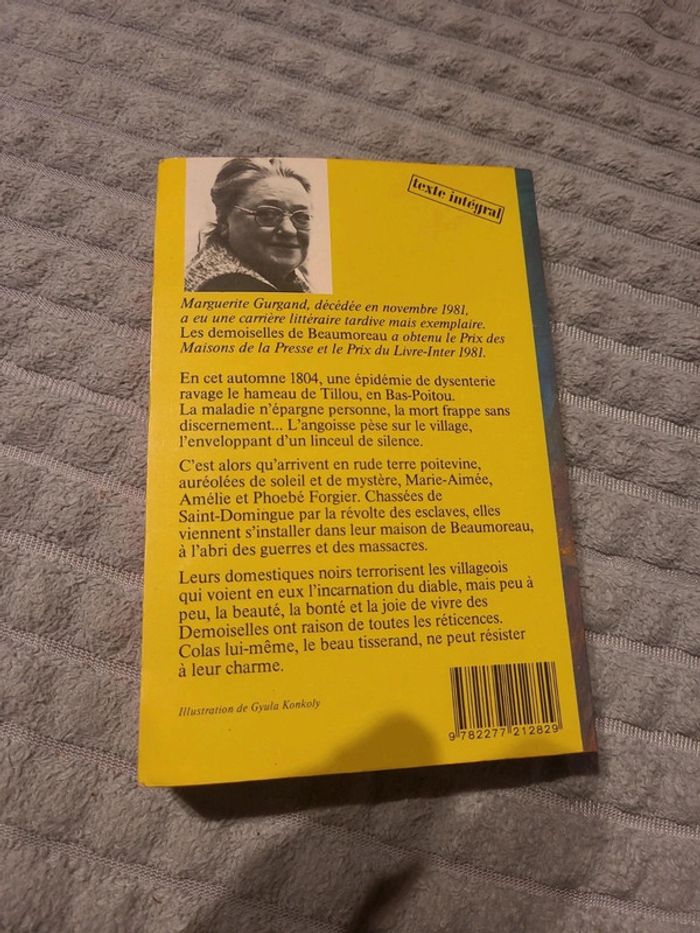 texte intégral
Marguerite Gurgand, décédée en novembre 1981,
a eu une carrière littéraire tardive mais exemplaire.
Les demoiselles de Beaumoreau a obtenu le Prix des
Maisons de la Presse et le Prix du Livre-Inter 1981.
En cet automne 1804, une épidémie de dysenterie
ravage le hameau de Tillou, en Bas-Poitou.
La maladie n'épargne personne, la mort frappe sans
discernement... L'angoisse pèse sur le village,
l'enveloppant d'un linceul de silence.
C'est alors qu'arrivent en rude terre poitevine,
auréolées de soleil et de mystère, Marie-Aimée,
Amélie et Phoebé Forgier. Chassées de
Saint-Domingue par la révolte des esclaves, elles
viennent s'installer dans leur maison de Beaumoreau,
à l'abri des guerres et des massacres.
Leurs domestiques noirs terrorisent les villageois
qui voient en eux l'incarnation du diable, mais peu à
peu, la beauté, la bonté et la joie de vivre des
Demoiselles ont raison de toutes les réticences.
Colas lui-même, le beau tisserand, ne peut résister
à leur charme.
Illustration de Gyula Konkoly
9 782277 212829